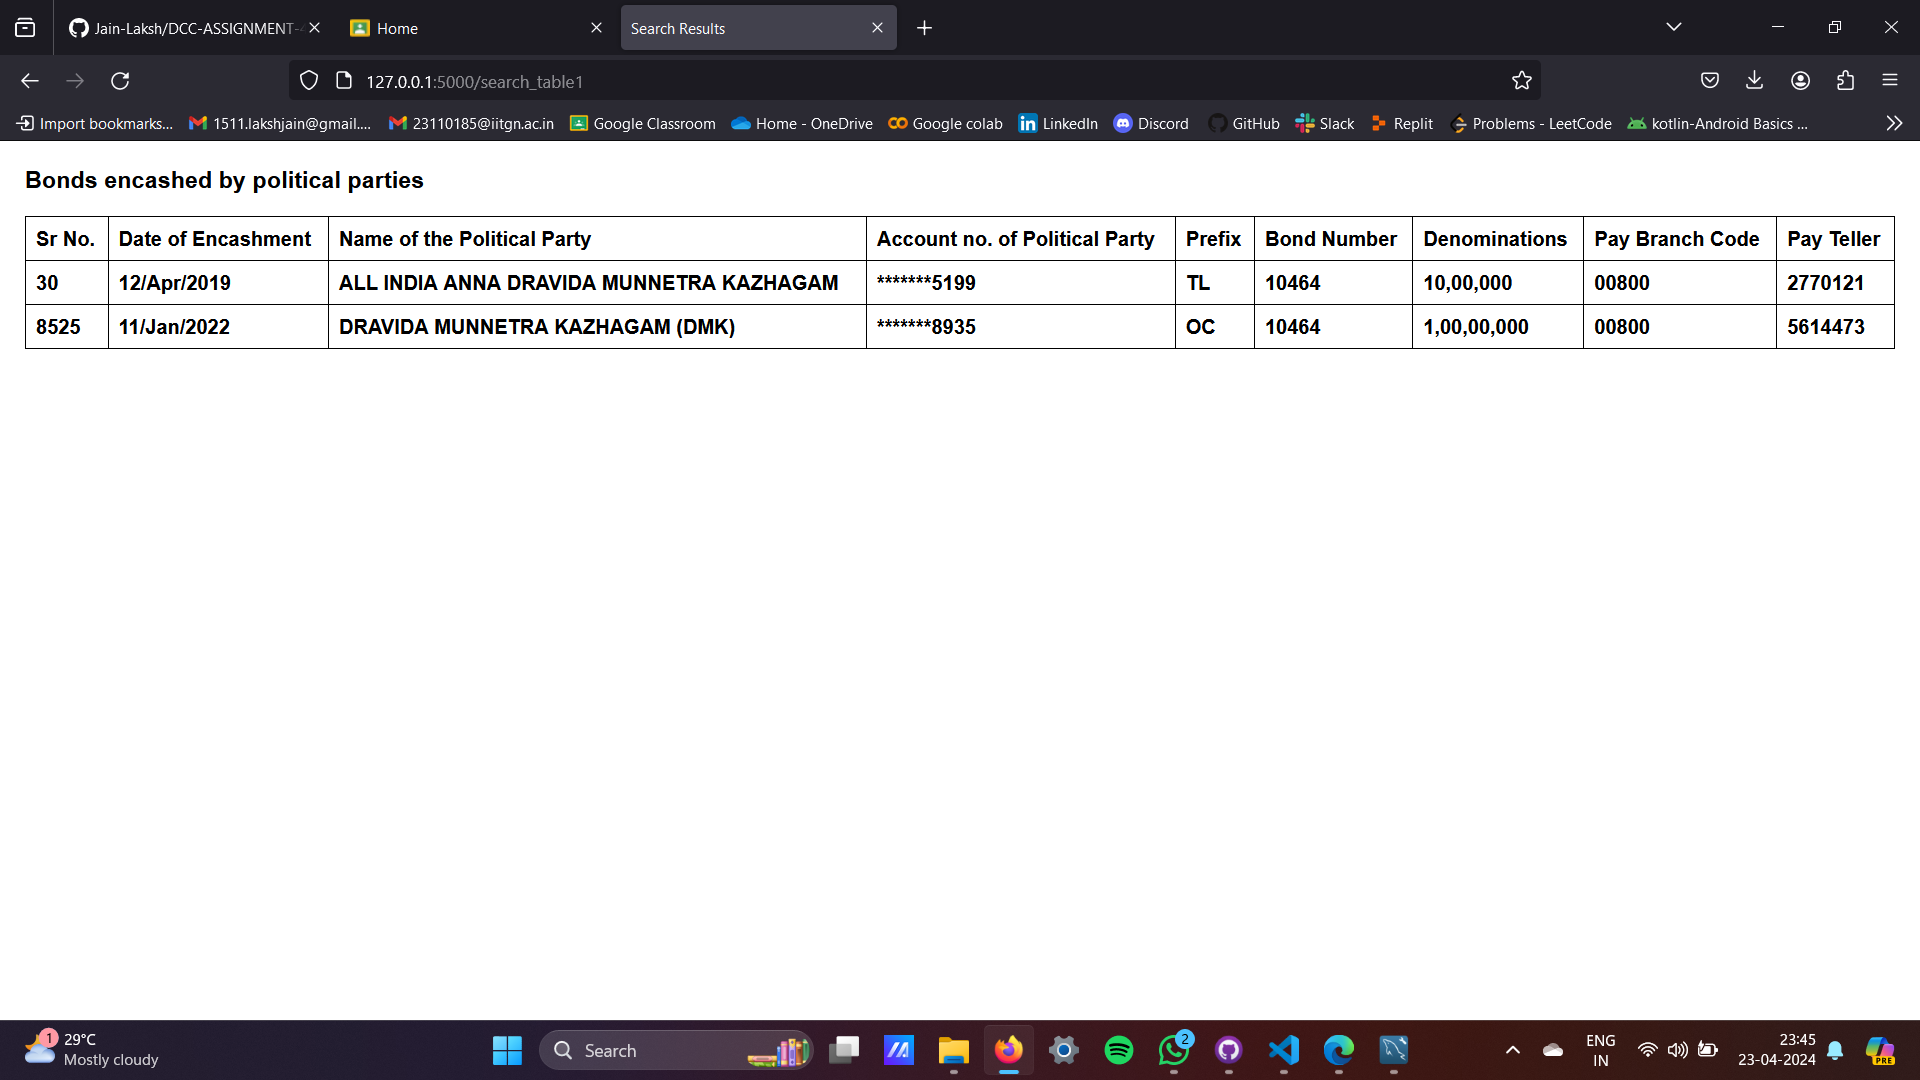 Jain-Laksh/DCC-ASSIGNMENT-
Home
Search Results
127.0.0.1:5000/search_table1
Import bookmarks... 1511.lakshjain@gmail.... 23110185@iitgn.ac.in Google Classroom Home - OneDrive Google colab LinkedIn Discord GitHub Slack Replit Problems - LeetCode kotlin-Android Basics ...
Bonds encashed by political parties
Sr No. Date of Encashment Name of the Political Party Account no. of Political Party Prefix Bond Number Denominations Pay Branch Code Pay Teller
30 12/Apr/2019 ALL INDIA ANNA DRAVIDA MUNNETRA KAZHAGAM *******5199 TL 10464 10,00,000 00800 2770121
8525 11/Jan/2022 DRAVIDA MUNNETRA KAZHAGAM (DMK) *******8935 OC 10464 1,00,00,000 00800 5614473
1
29°C
Mostly cloudy
Search
2
PRE
ENG
IN
23:45
23-04-2024